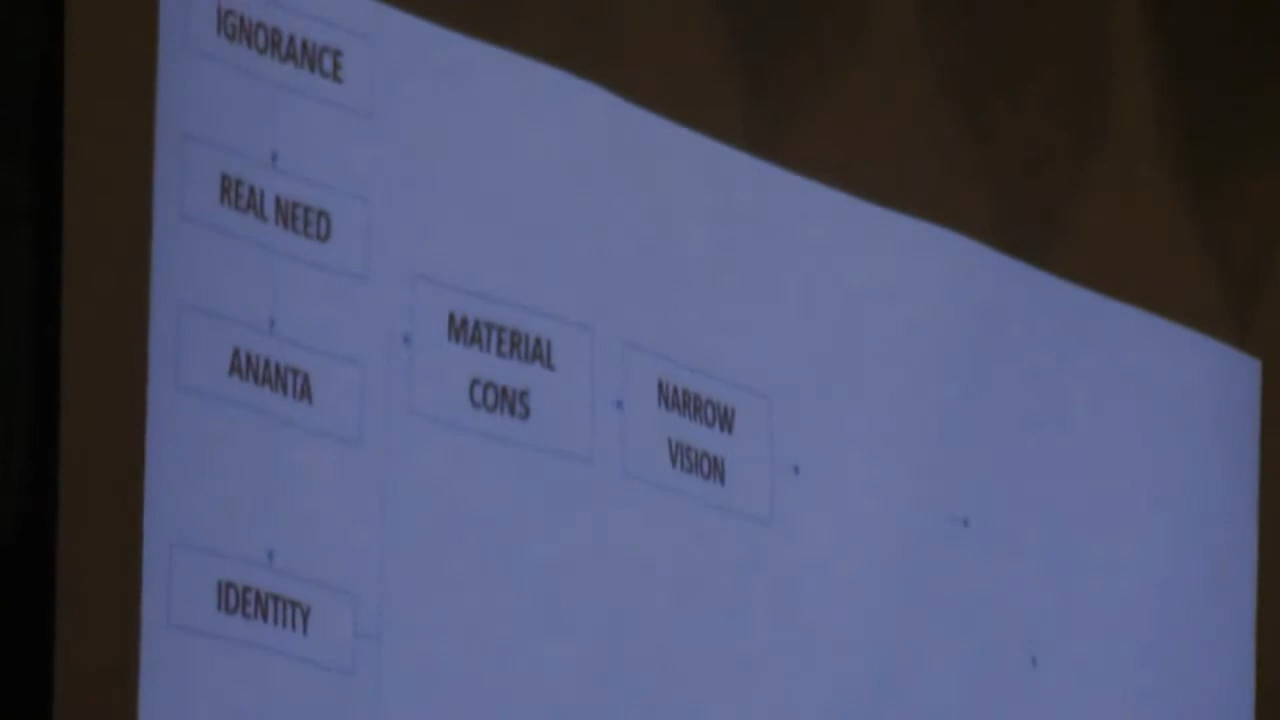 IGNORANCE
REAL NEED
ANANTA
MATERIAL
CONS
NARROW
VISION
IDENTITY